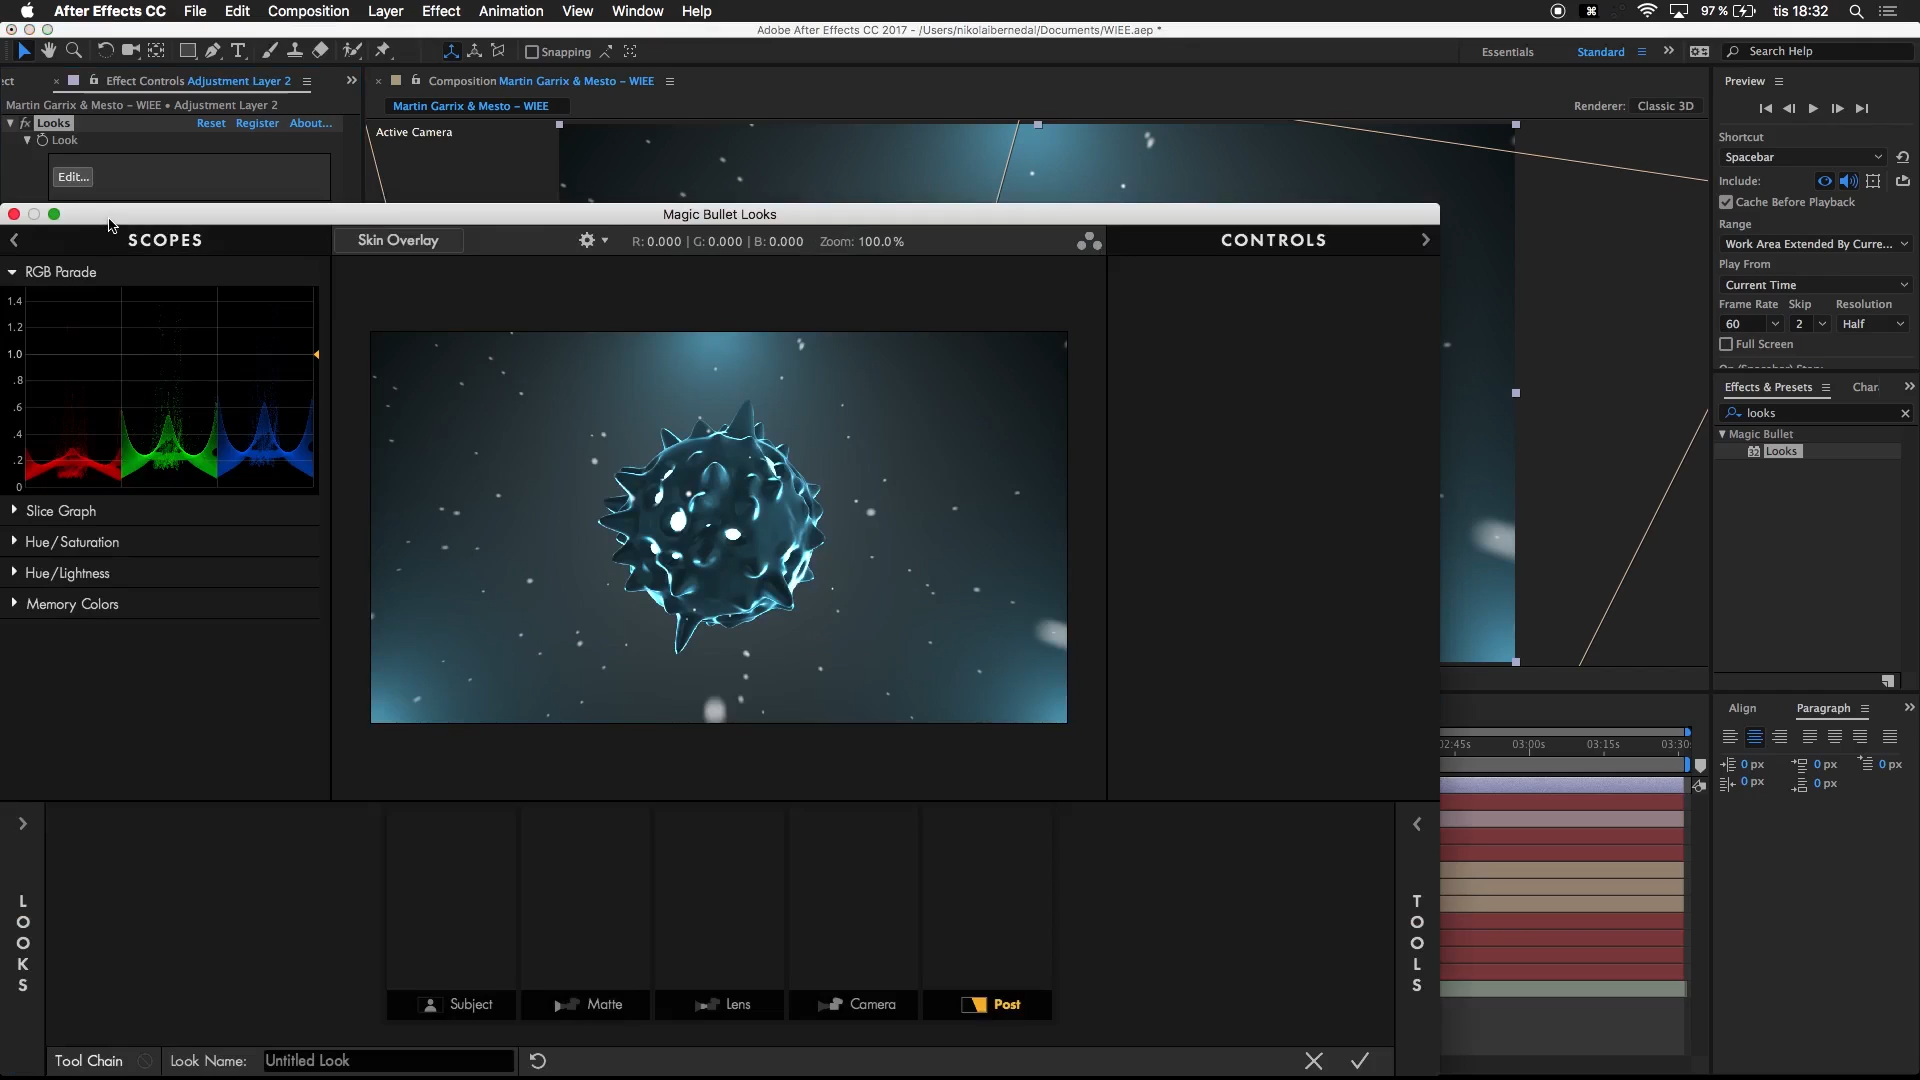 After Effects CC File Edit Composition Layer Effect Animation View Window Help 97 % tis 18:32
Adobe After Effects CC 2017 - /Users/nikolaibernedal/Documents/WIEE.aep *
Snapping Essentials Standard Search Help
ect Effect Controls Adjustment Layer 2 Composition Martin Garrix & Mesto – WIEE Preview
Martin Garrix & Mesto – WIEE • Adjustment Layer 2 Martin Garrix & Mesto – WIEE Renderer: Classic 3D
fx Looks Reset Register About...
Look
Edit...
Active Camera
Shortcut
Spacebar
Include:
Cache Before Playback
Range
Work Area Extended By Curre...
Play From
Current Time
Frame Rate Skip Resolution
60 2 Half
Full Screen
Effects & Presets Char
looks
Magic Bullet
32 Looks
Magic Bullet Looks
SCOPES Skin Overlay R: 0.000 | G: 0.000 | B: 0.000 Zoom: 100.0% CONTROLS
RGB Parade
1.4
1.2
1.0
.8
.6
.4
.2
0
Slice Graph
Hue/Saturation
Hue/Lightness
Memory Colors
Align Paragraph
0 px 0 px 0 px
0 px 0 px
02:45s 03:00s 03:15s 03:30
LOOKS
TOOLS
Subject Matte Lens Camera Post
Tool Chain Look Name: Untitled Look